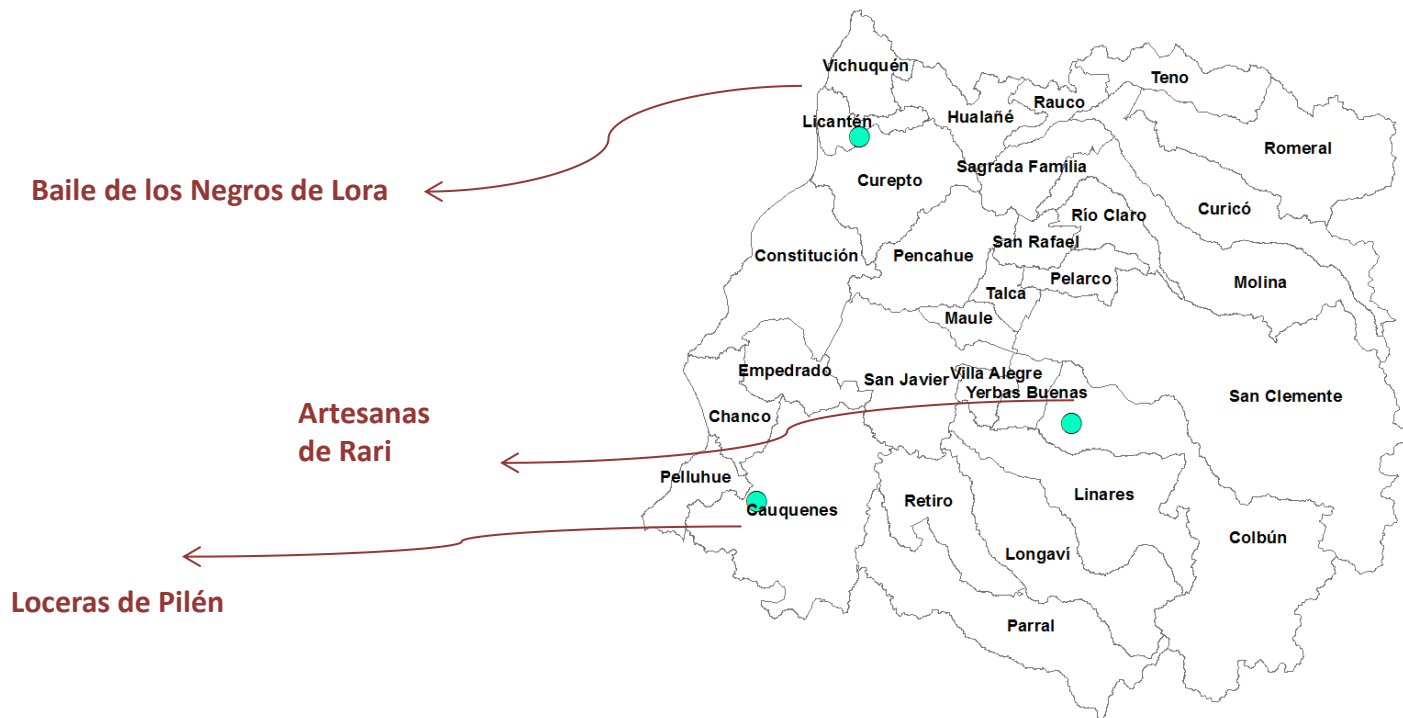 Vichuquén
Teno
Rauco
Hualañé
Licantén
Romeral
Sagrada Família
Curepto
Baile de los Negros de Lora
Curicó
Río Claro
San Rafael
Constitución
Pencahue
Pelarco
Molina
Talca
Maule
Empedrado
Villa Alegre
San Javier
Yerbas Buenas
San Clemente
Artesanas
de Rari
Chanco
Pelluhue
Linares
Retiro
Cauquenes
Colbún
Longaví
Loceras de Pilén
Parral